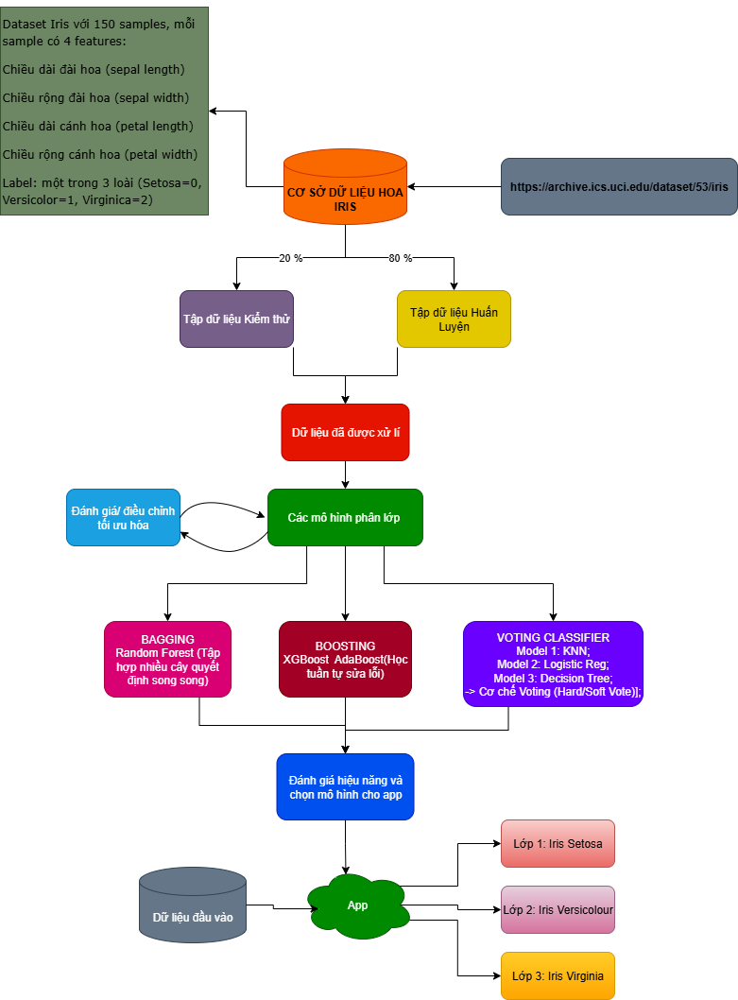 Dataset Iris với 150 samples, mỗi
sample có 4 features:
Chiều dài đài hoa (sepal length)
Chiều rộng đài hoa (sepal width)
Chiều dài cánh hoa (petal length)
Chiều rộng cánh hoa (petal width)
Label: một trong 3 loài (Setosa=0,
Versicolor=1, Virginica=2)
CƠ SỞ DỮ LIỆU HOA
IRIS
https://archive.ics.uci.edu/dataset/53/iris
20 %
80 %
Tập dữ liệu Kiểm thử
Tập dữ liệu Huấn
Luyện
Dữ liệu đã được xử lí
Đánh giá/ điều chỉnh
tối ưu hóa
Các mô hình phân lớp
BAGGING
Random Forest (Tập
hợp nhiều cây quyết
định song song)
BOOSTING
XGBoost AdaBoost(Học
tuần tự sửa lỗi)
VOTING CLASSIFIER
Model 1: KNN;
Model 2: Logistic Reg;
Model 3: Decision Tree;
-> Cơ chế Voting (Hard/Soft Vote)];
Đánh giá hiệu năng và
chọn mô hình cho app
Dữ liệu đầu vào
App
Lớp 1: Iris Setosa
Lớp 2: Iris Versicolour
Lớp 3: Iris Virginia